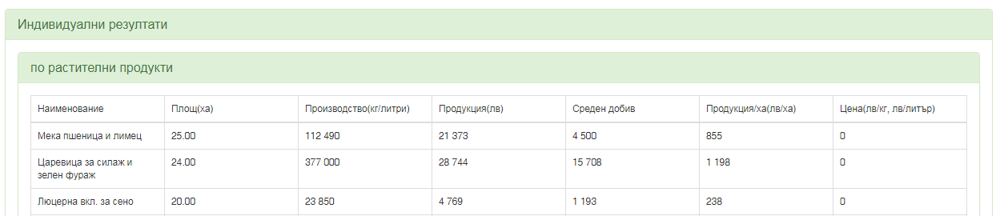 Индивидуални резултати
по растителни продукти
Наименование Площ(ха) Производство(кг/литри) Продукция(лв) Среден добив Продукция/ха(лв/ха) Цена(лв/кг, лв/литър)
Мека пшеница и лимец 25.00 112 490 21 373 4 500 855 0
Царевица за силаж и 24.00 377 000 28 744 15 708 1 198 0
зелен фураж
Люцерна вкл. за сено 20.00 23 850 4 769 1 193 238 0